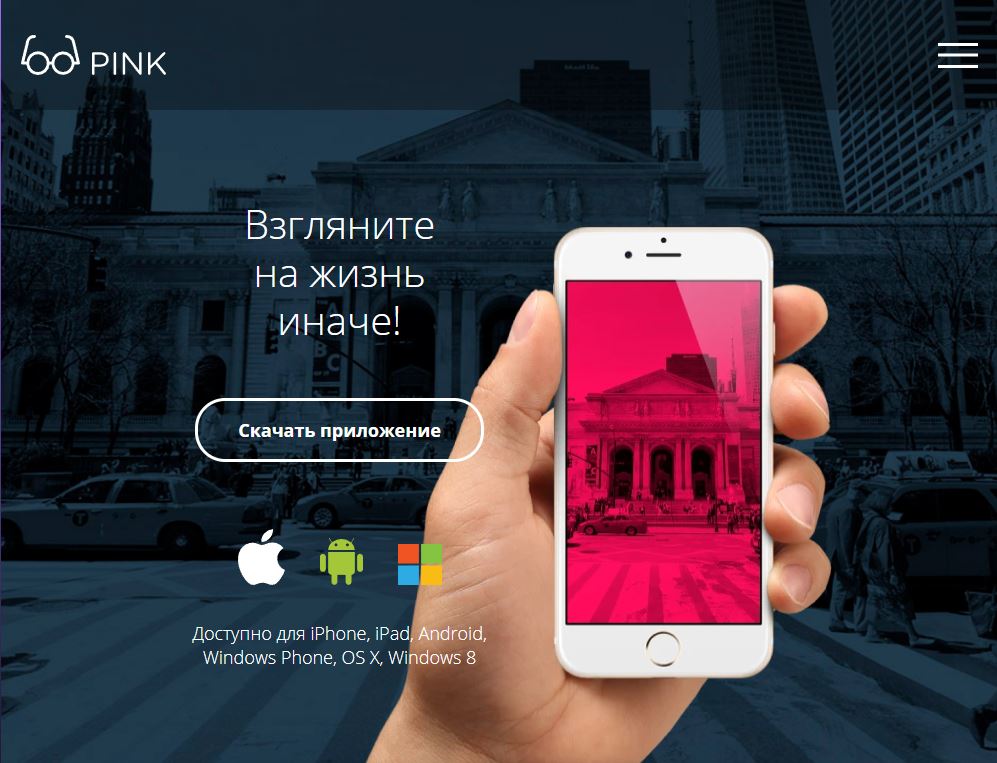 PINK
Взгляните
на жизнь
иначе!
Скачать приложение
Доступно для iPhone, iPad, Android,
Windows Phone, OS X, Windows 8